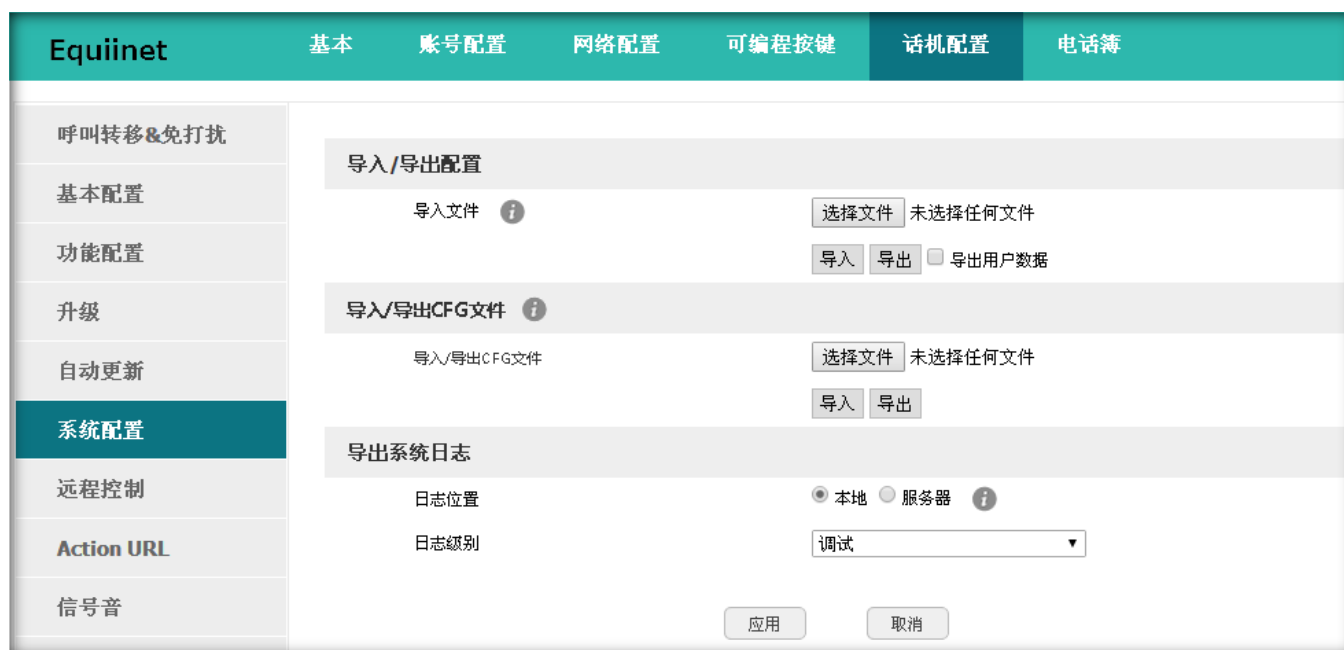 Equiinet 基本 账号配置 网络配置 可编程按键 话机配置 电话薄
呼叫转移&免打扰
基本配置
功能配置
升级
自动更新
系统配置
远程控制
Action URL
信号音
导入/导出配置
导入文件 选择文件 未选择任何文件
导入 导出 导出用户数据
导入/导出CFG文件
导入/导出CFG文件 选择文件 未选择任何文件
导入 导出
导出系统日志
日志位置 本地 服务器
日志级别 调试
应用 取消